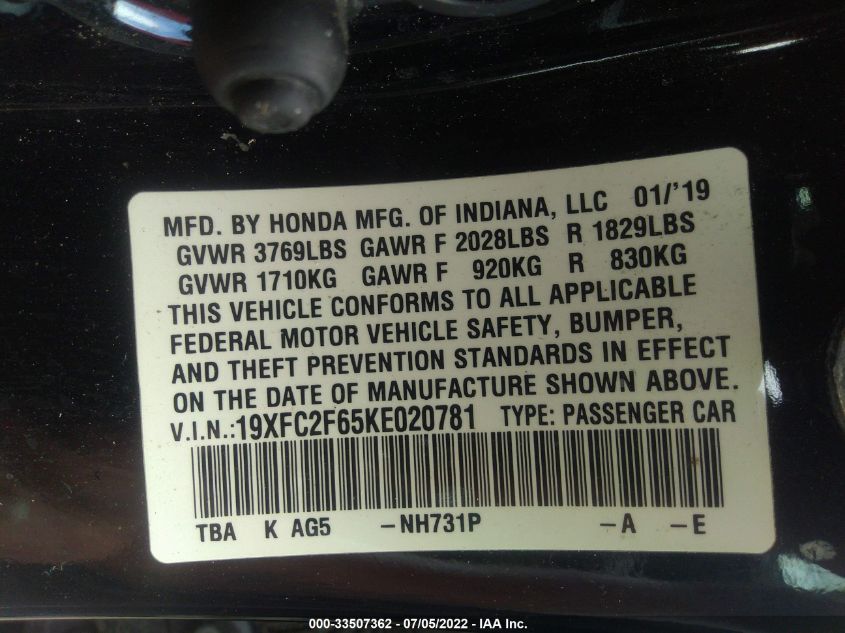 MFD. BY HONDA MFG. OF INDIANA, LLC 01/'19
GVWR 3769LBS GAWR F 2028LBS R 1829LBS
GVWR 1710KG GAWR F 920KG R 830KG
THIS VEHICLE CONFORMS TO ALL APPLICABLE
FEDERAL MOTOR VEHICLE SAFETY, BUMPER,
AND THEFT PREVENTION STANDARDS IN EFFECT
ON THE DATE OF MANUFACTURE SHOWN ABOVE.
V.I.N.:19XFC2F65KE020781 TYPE: PASSENGER CAR
TBA K AG5 -NH731P -A -E
000-33507362 - 07/05/2022 - IAA Inc.